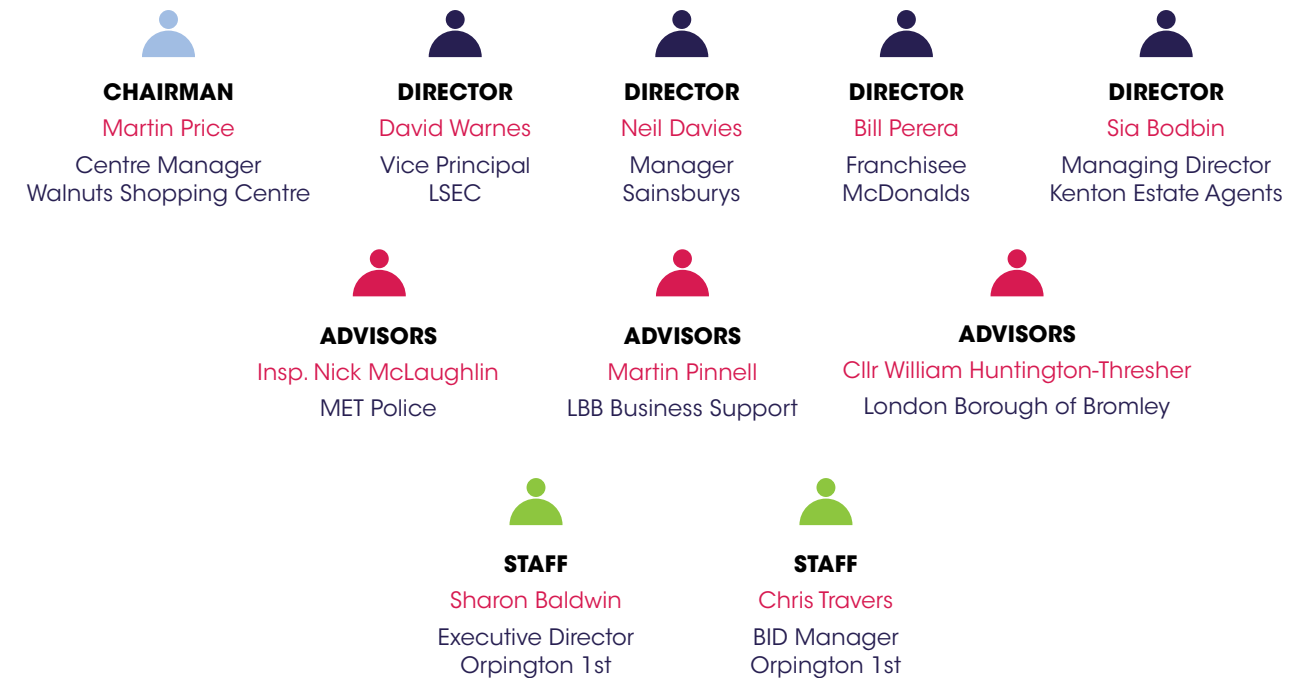 CHAIRMAN
Martin Price
Centre Manager
Walnuts Shopping Centre
DIRECTOR
David Warnes
Vice Principal
LSEC
DIRECTOR
Neil Davies
Manager
Sainsburys
DIRECTOR
Bill Perera
Franchisee
McDonalds
DIRECTOR
Sia Bodbin
Managing Director
Kenton Estate Agents
ADVISORS
Insp. Nick McLaughlin
MET Police
ADVISORS
Martin Pinnell
LBB Business Support
ADVISORS
Cllr William Huntington-Thresher
London Borough of Bromley
STAFF
Sharon Baldwin
Executive Director
Orpington 1st
STAFF
Chris Travers
BID Manager
Orpington 1st